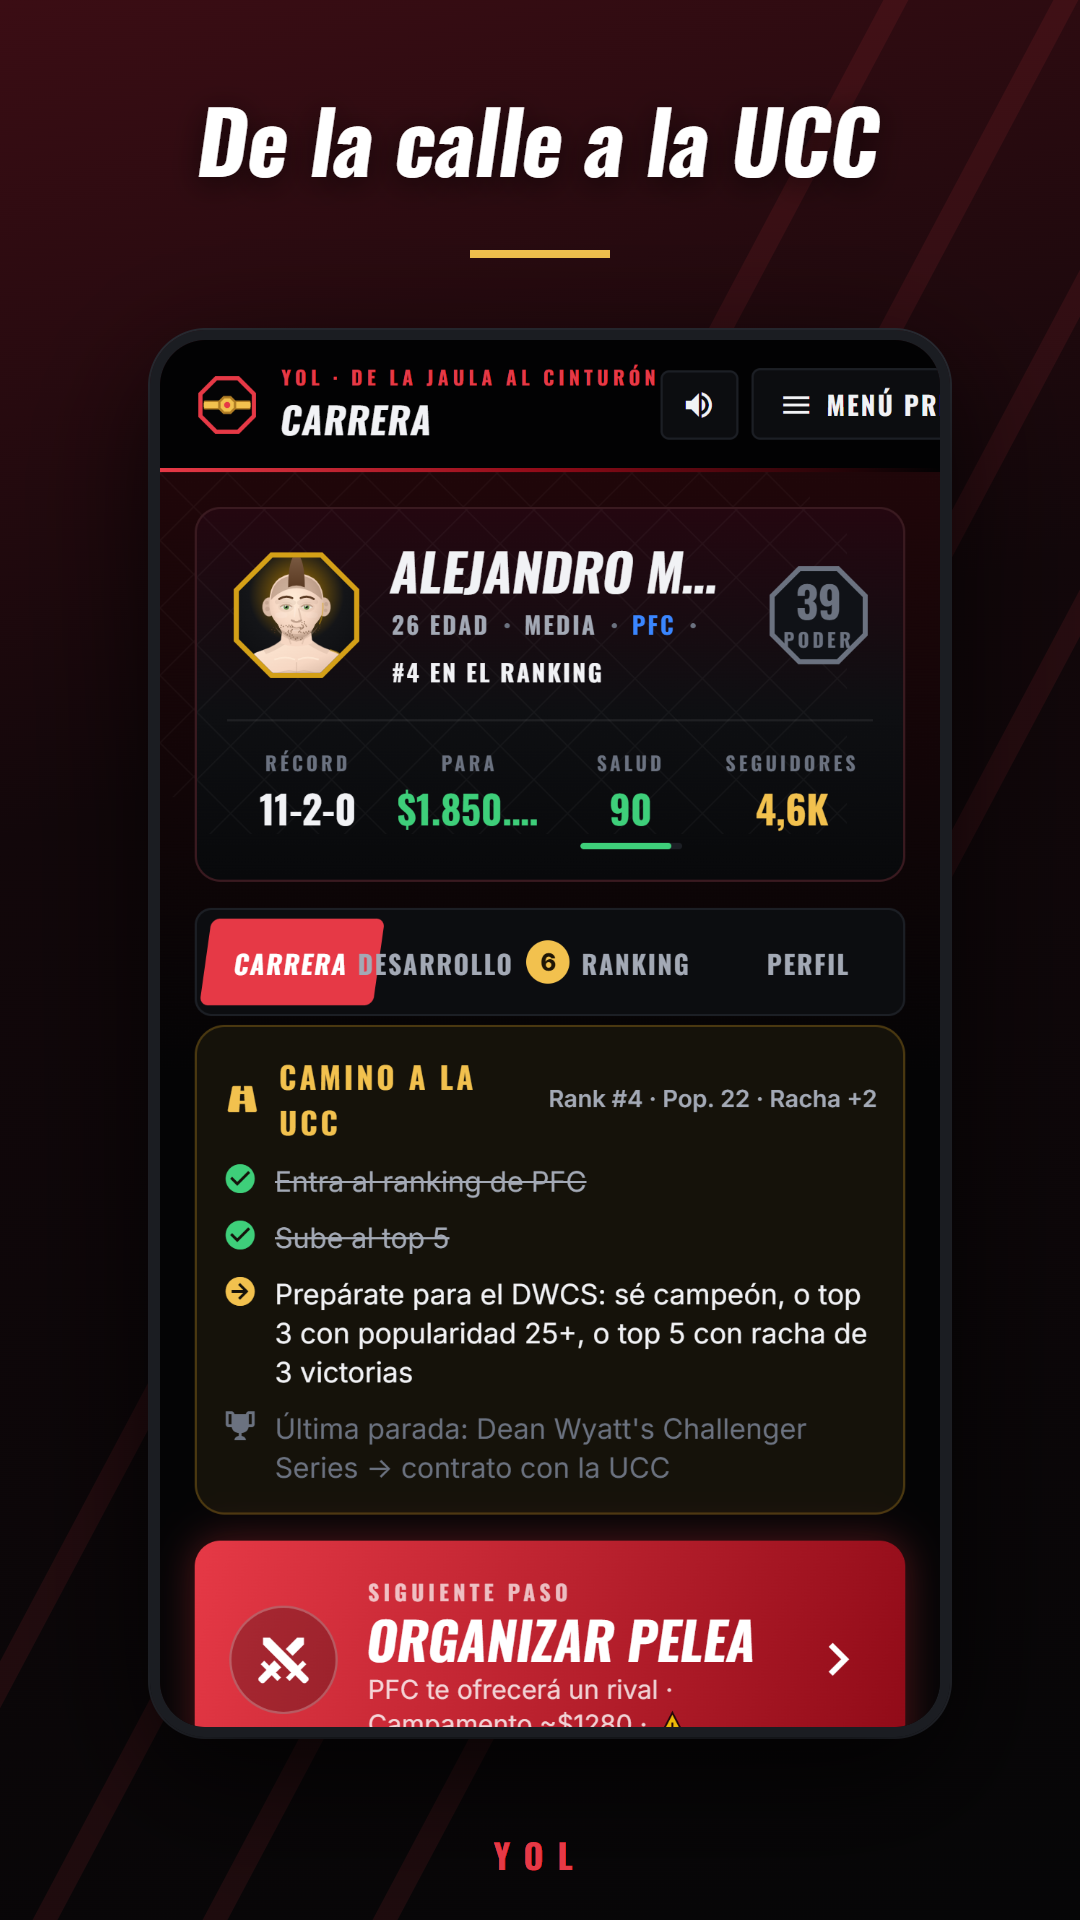 De la calle a la UCC
YOL · DE LA JAULA AL CINTURÓN
CARRERA
MENÚ PR
ALEJANDRO M...
26 EDAD · MEDIA · PFC ·
#4 EN EL RANKING
39
PODER
RÉCORD PARA SALUD SEGUIDORES
11-2-0 $1.850.... 90 4,6K
CARRERA DESARROLLO 6 RANKING PERFIL
CAMINO A LA
UCC
Rank #4 · Pop. 22 · Racha +2
Entra al ranking de PFC
Sube al top 5
Prepárate para el DWCS: sé campeón, o top
3 con popularidad 25+, o top 5 con racha de
3 victorias
Última parada: Dean Wyatt's Challenger
Series → contrato con la UCC
SIGUIENTE PASO
ORGANIZAR PELEA
PFC te ofrecerá un rival ·
Campamento ~$1280 · ⚠
YOL